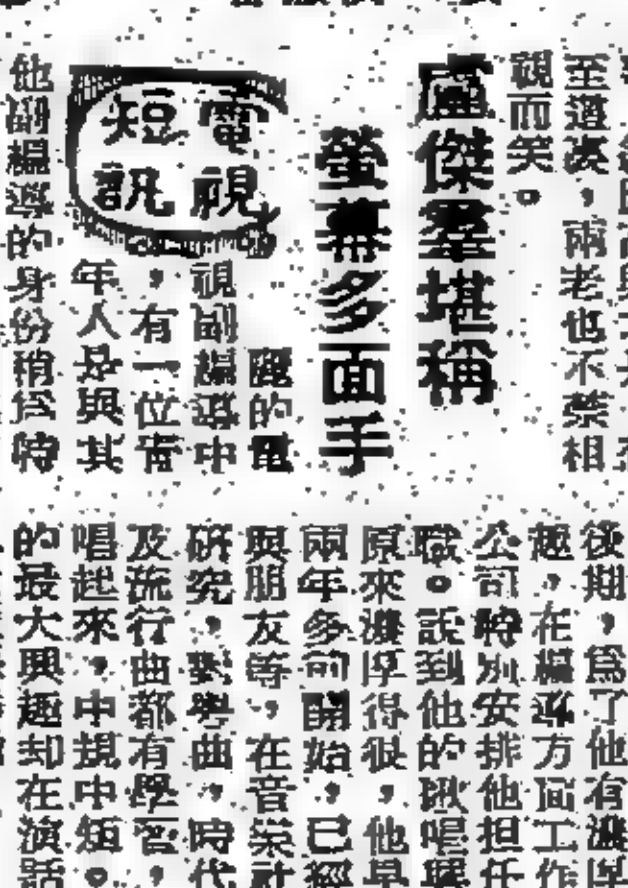 至遵凑，兩老也不禁相
視而笑。
盧傑羣堪稱
螢幕多面手
電視
短訊
麗的電
視副編導中
，有一位青
年人是與其
他副編導的身份稍為特
後期，為了他有濃厚
趣，在編導方面工作
公司特別安排他担任
職。說到他的歌唱興
原來濃厚得很，他早
兩年多前開始，已經
與朋友等，在音樂社
研究，對粵曲，時代
及流行曲都有學習，
唱起來，中規中矩。
的最大興趣却在演話